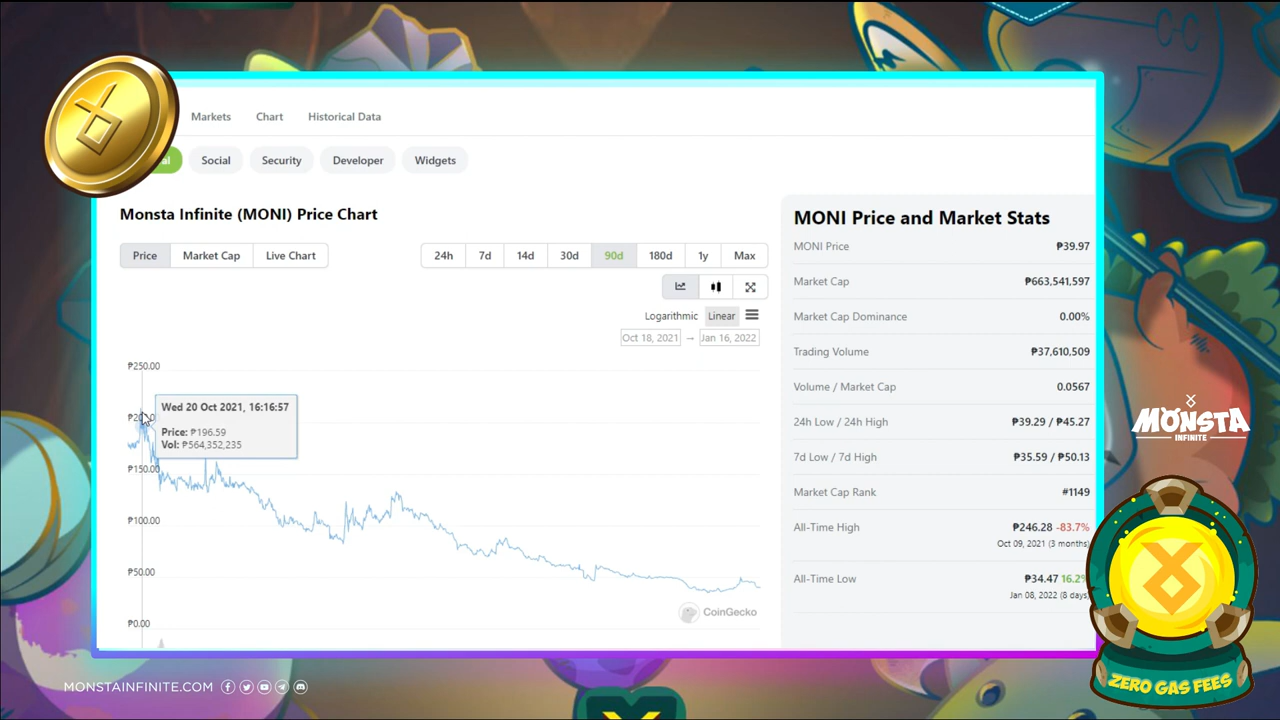 Markets Chart Historical Data
al Social Security Developer Widgets
Monsta Infinite (MONI) Price Chart
Price Market Cap Live Chart
24h 7d 14d 30d 90d 180d 1y Max
Logarithmic Linear
Oct 18, 2021 → Jan 16, 2022
₱250.00
₱200.00
₱150.00
₱100.00
₱50.00
₱0.00
Wed 20 Oct 2021, 16:16:57
Price: ₱196.59
Vol: ₱564,352,235
CoinGecko
MONI Price and Market Stats
MONI Price ₱39.97
Market Cap ₱663,541,597
Market Cap Dominance 0.00%
Trading Volume ₱37,610,509
Volume / Market Cap 0.0567
24h Low / 24h High ₱39.29 / ₱45.27
7d Low / 7d High ₱35.59 / ₱50.13
Market Cap Rank #1149
All-Time High ₱246.28 -83.7%
Oct 09, 2021 (3 months)
All-Time Low ₱34.47 16.2%
Jan 08, 2022 (8 days)
MONSTA
INFINITE
ZERO GAS FEES
MONSTAINFINITE.COM